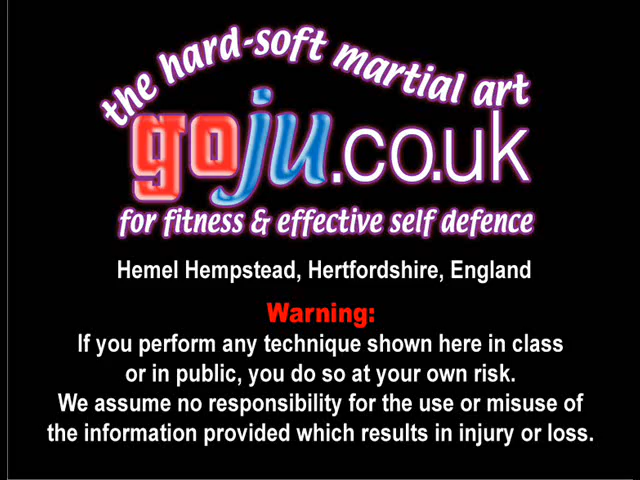 the hard-soft martial art
goju.co.uk
for fitness & effective self defence
Hemel Hempstead, Hertfordshire, England
Warning:
If you perform any technique shown here in class
or in public, you do so at your own risk.
We assume no responsibility for the use or misuse of
the information provided which results in injury or loss.